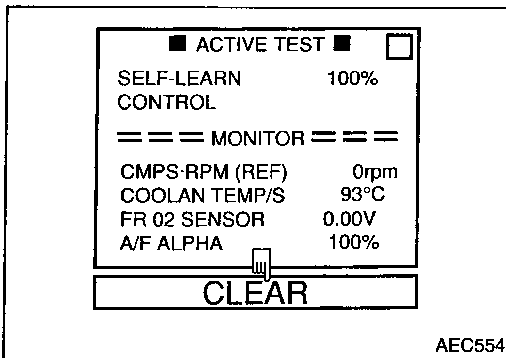 ■ ACTIVE TEST ■
SELF-LEARN 100%
CONTROL
=== MONITOR ===
CMPS·RPM (REF) 0rpm
COOLAN TEMP/S 93°C
FR 02 SENSOR 0.00V
A/F ALPHA 100%
CLEAR
AEC554